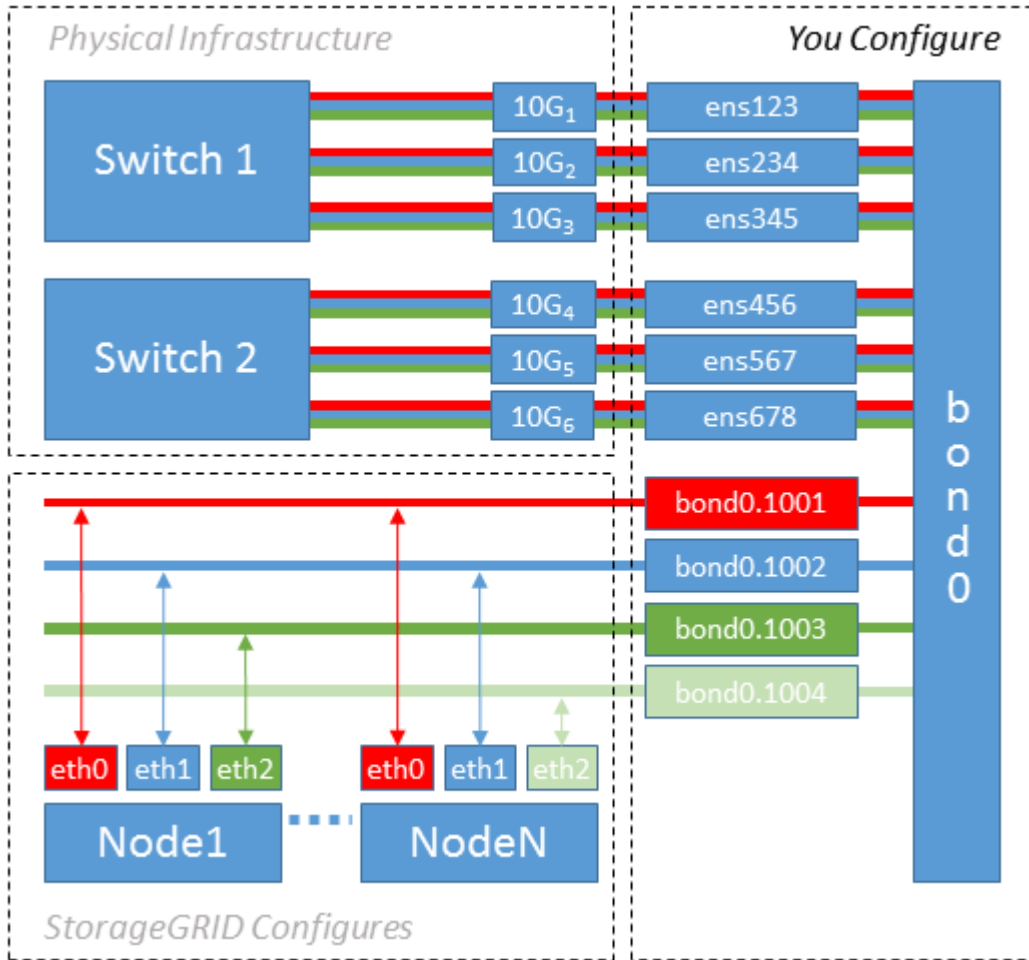 Physical Infrastructure
You Configure
Switch 1
10G₁
ens123
10G₂
ens234
10G₃
ens345
Switch 2
10G₄
ens456
10G₅
ens567
10G₆
ens678
bond0
bond0.1001
bond0.1002
bond0.1003
bond0.1004
eth0
eth1
eth2
eth0
eth1
eth2
Node1
NodeN
StorageGRID Configures